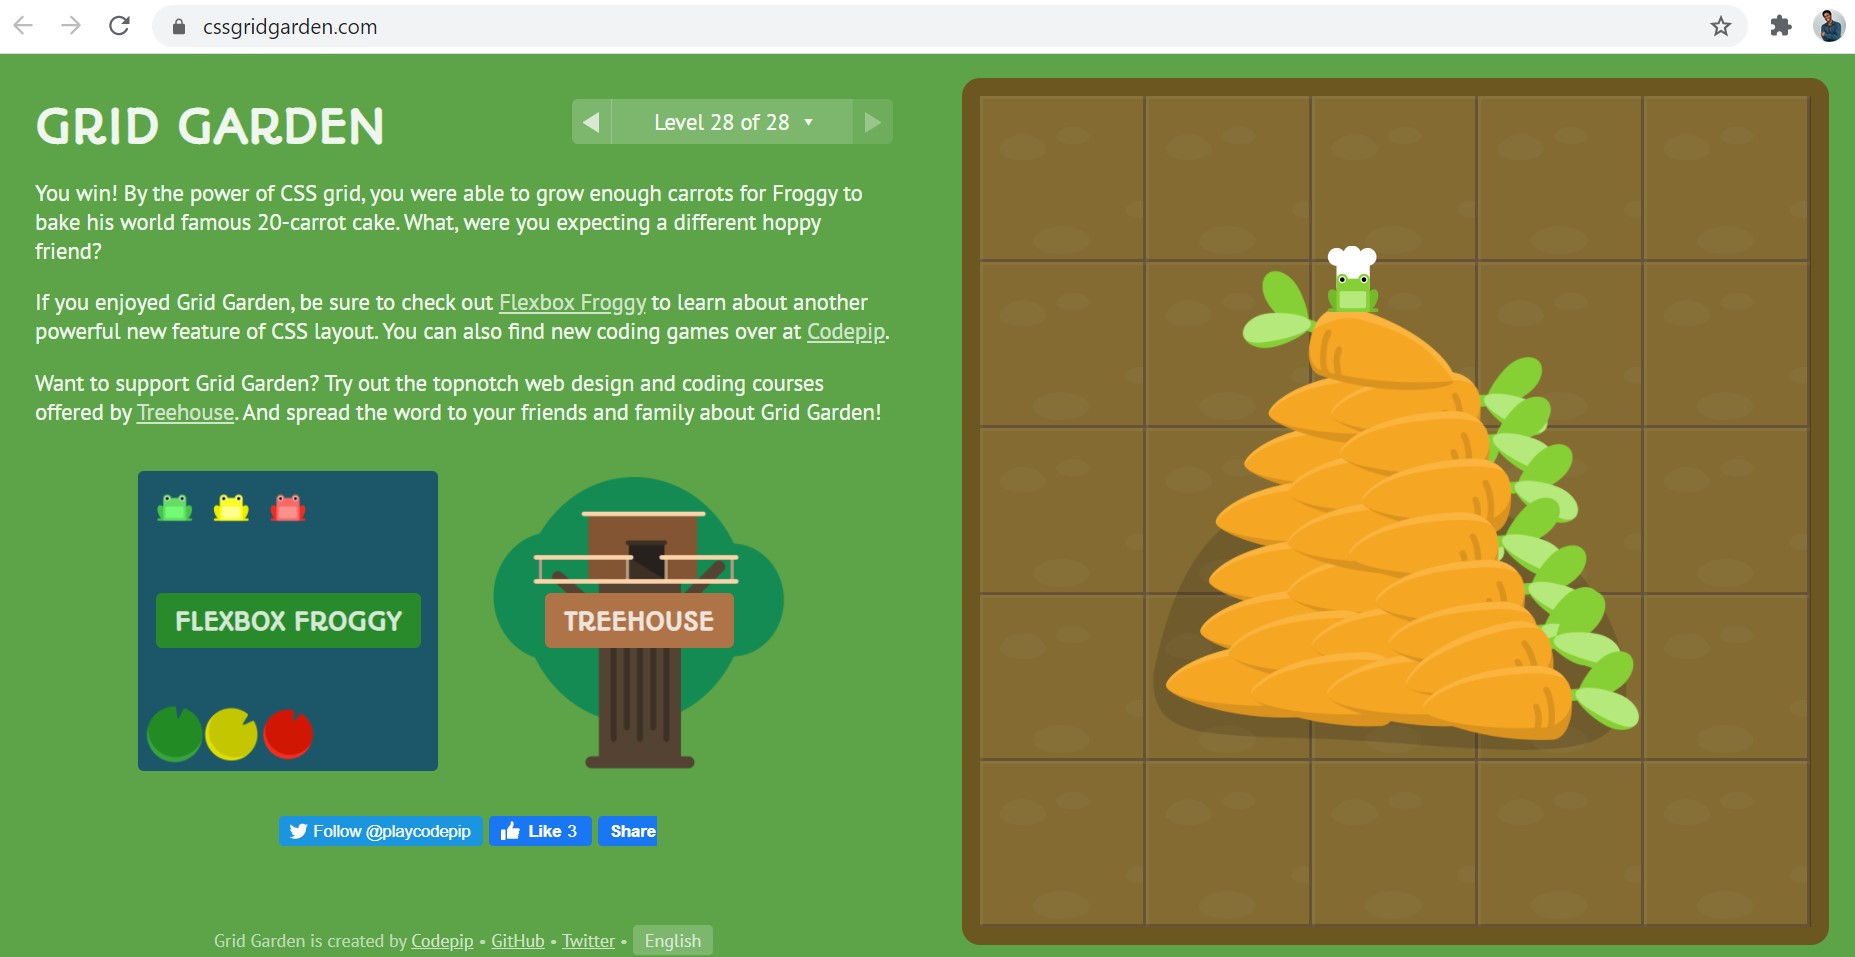 cssgridgarden.com
GRID GARDEN
Level 28 of 28
You win! By the power of CSS grid, you were able to grow enough carrots for Froggy to
bake his world famous 20-carrot cake. What, were you expecting a different hoppy
friend?
If you enjoyed Grid Garden, be sure to check out Flexbox Froggy to learn about another
powerful new feature of CSS layout. You can also find new coding games over at Codepip.
Want to support Grid Garden? Try out the topnotch web design and coding courses
offered by Treehouse. And spread the word to your friends and family about Grid Garden!
FLEXBOX FROGGY
TREEHOUSE
Follow @playcodepip Like 3 Share
Grid Garden is created by Codepip • GitHub • Twitter • English